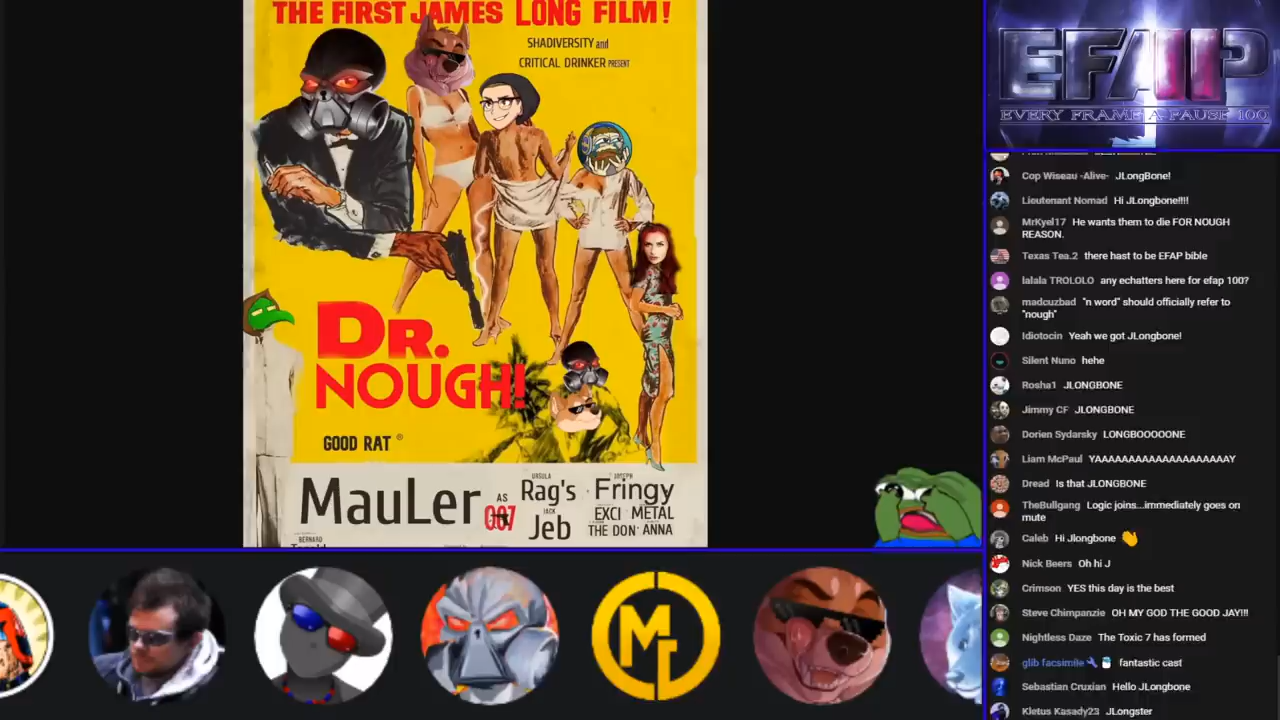 THE FIRST JAMES LONG FILM!
SHADIVERSITY and
CRITICAL DRINKER PRESENT
DR.
NOUGH!
GOOD RAT ®
MauLer
AS
007
URSULA
Rag's
JOSEPH
Fringy
JACK
Jeb
EXCI METAL
THE DON ANNA
BERNARD
EFAP
EVERY FRAME A PAUSE 100
Cop Wiseau -Alive- JLongBone!
Lieutenant Nomad Hi JLongbone!!!!
MrKyel17 He wants them to die FOR NOUGH
REASON.
Texas Tea.2 there hast to be EFAP bible
lalala TROLOLO any echatters here for efap 100?
madcuzbad "n word" should officially refer to
"nough"
Idiotocin Yeah we got JLongbone!
Silent Nuno hehe
Rosha1 JLONGBONE
Jimmy CF JLONGBONE
Dorien Sydarsky LONGBOOOOONE
Liam McPaul YAAAAAAAAAAAAAAAAAAAAY
Dread Is that JLONGBONE
TheBullgang Logic joins...immediately goes on
mute
Caleb Hi Jlongbone 👋
Nick Beers Oh hi J
Crimson YES this day is the best
Steve Chimpanzie OH MY GOD THE GOOD JAY!!!
Nightless Daze The Toxic 7 has formed
glib facsimile fantastic cast
Sebastian Cruxian Hello JLongbone
Kletus Kasady23 JLongster